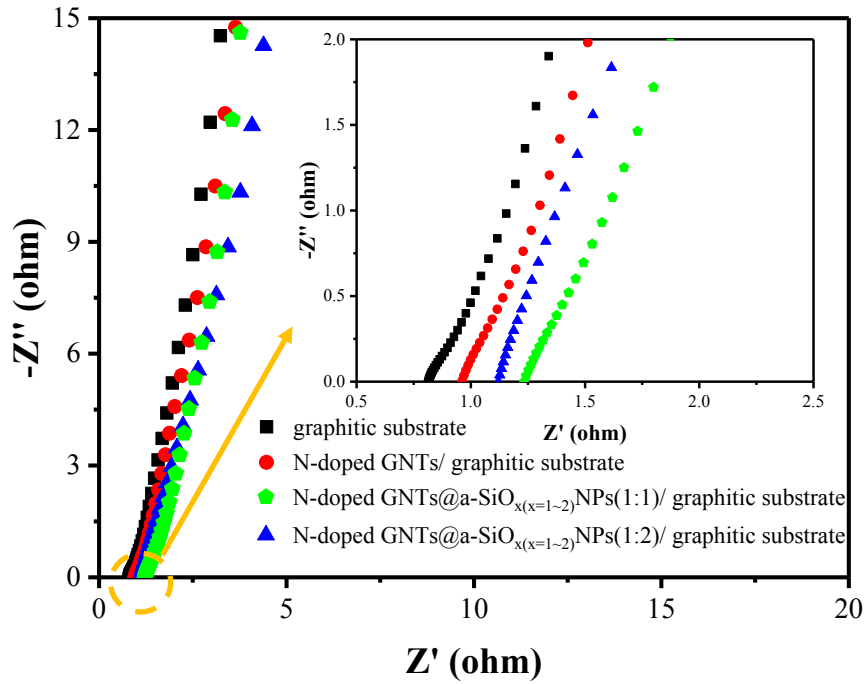 15
12
9
6
3
0
-Z'' (ohm)
0
5
10
15
20
Z' (ohm)
2.0
1.5
1.0
0.5
0.0
-Z'' (ohm)
0.5
1.0
1.5
2.0
2.5
Z' (ohm)
graphitic substrate
N-doped GNTs/ graphitic substrate
N-doped GNTs@a-SiOx(x=1~2)NPs(1:1)/ graphitic substrate
N-doped GNTs@a-SiOx(x=1~2)NPs(1:2)/ graphitic substrate